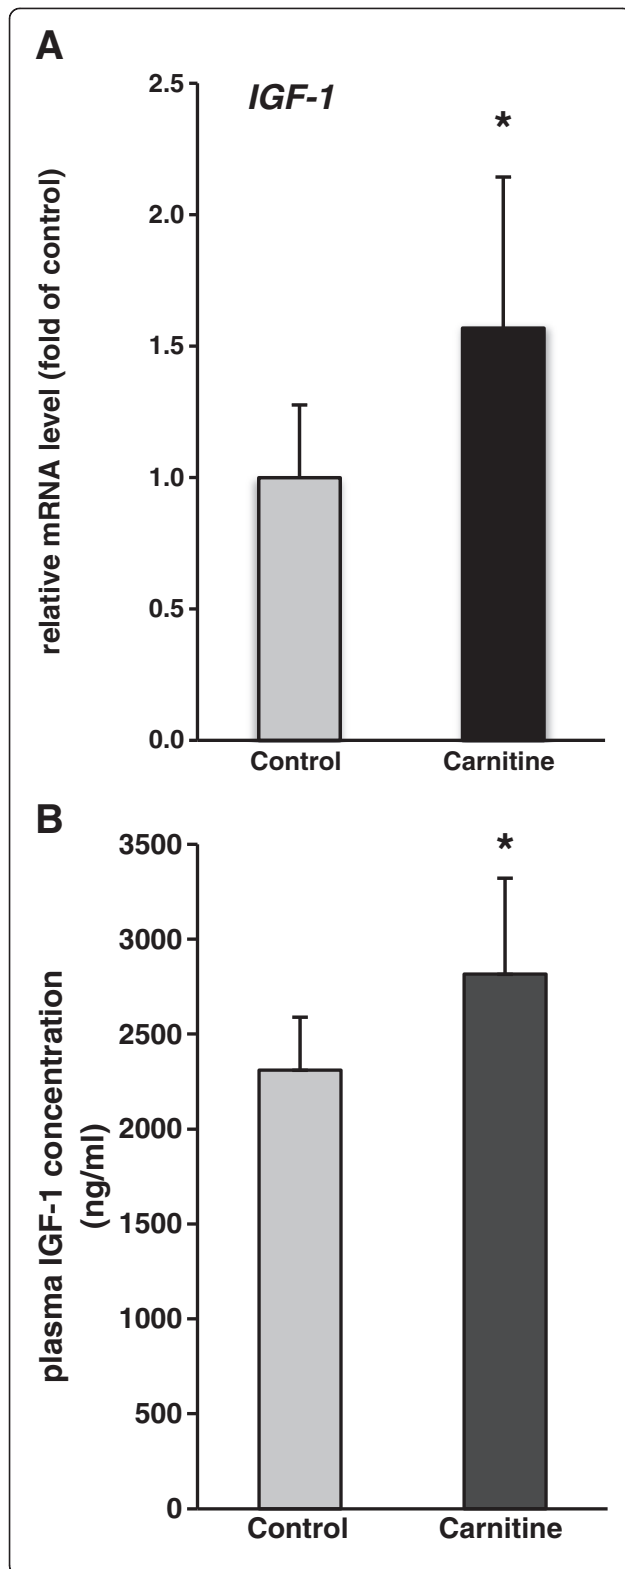 A
IGF-1
*
relative mRNA level (fold of control)
2.5
2.0
1.5
1.0
0.5
0.0
Control Carnitine
B
*
plasma IGF-1 concentration
(ng/ml)
3500
3000
2500
2000
1500
1000
500
0
Control Carnitine